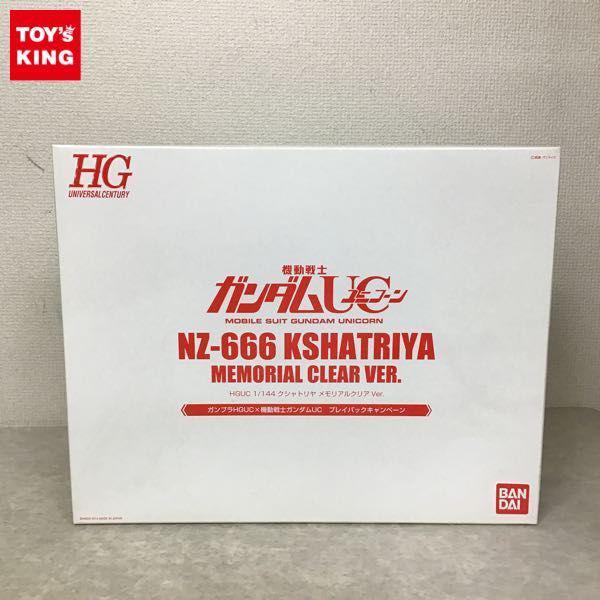 TOY's
KING
HG
UNIVERSAL CENTURY
機動戦士
ガンダムUC
ユニコーン
MOBILE SUIT GUNDAM UNICORN
NZ-666 KSHATRIYA
MEMORIAL CLEAR VER.
HGUC 1/144 クシャトリヤ メモリアルクリア Ver.
ガンプラHGUC×機動戦士ガンダムUC プレイバックキャンペーン
BAN
DAI